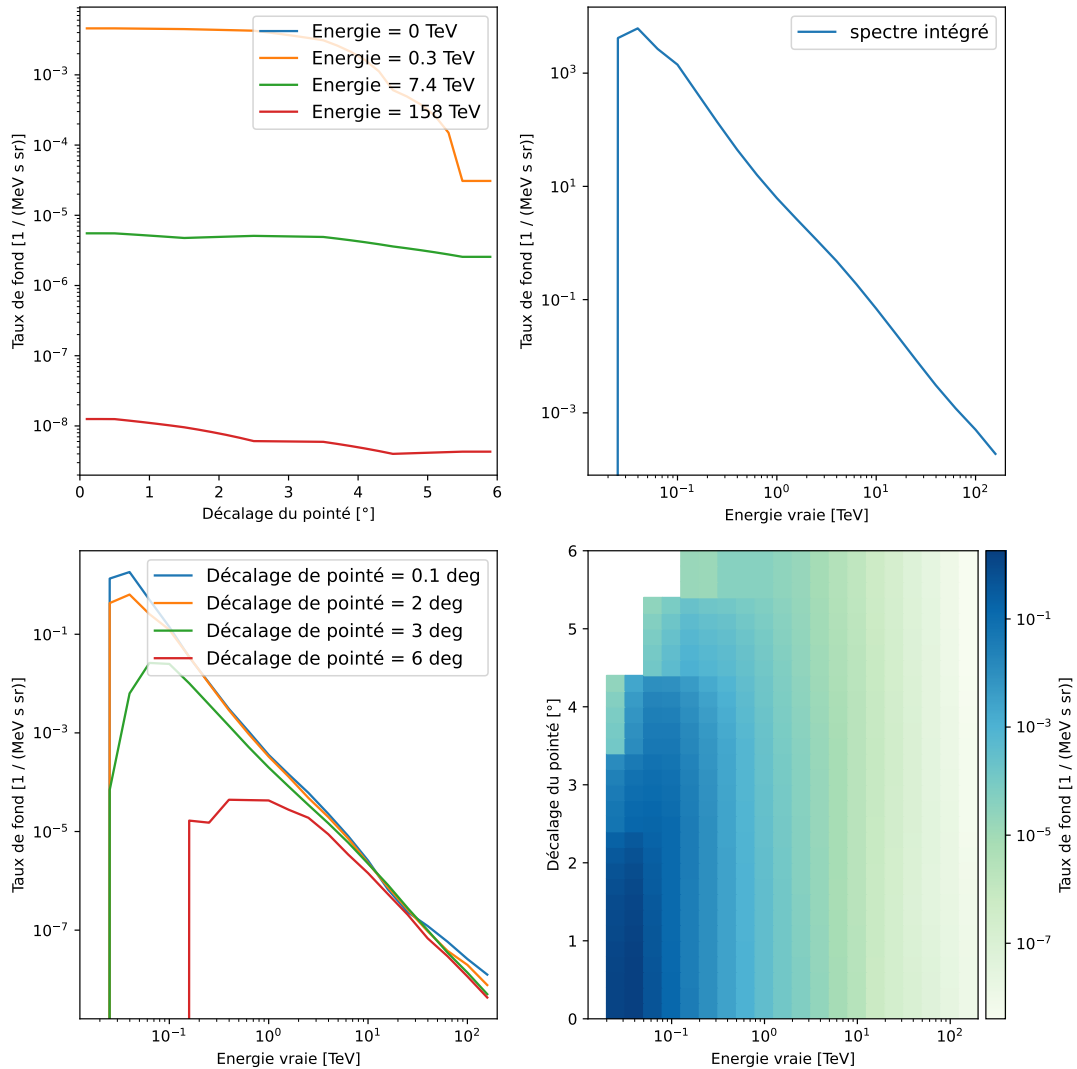 Energie = 0 TeV
Energie = 0.3 TeV
Energie = 7.4 TeV
Energie = 158 TeV
10⁻³
10⁻⁴
10⁻⁵
10⁻⁶
10⁻⁷
10⁻⁸
Taux de fond [1 / (MeV s sr)]
0 1 2 3 4 5 6
Décalage du pointé [°]
spectre intégré
10³
10¹
10⁻¹
10⁻³
Taux de fond [1 / (MeV s sr)]
10⁻¹ 10⁰ 10¹ 10²
Energie vraie [TeV]
Décalage de pointé = 0.1 deg
Décalage de pointé = 2 deg
Décalage de pointé = 3 deg
Décalage de pointé = 6 deg
10⁻¹
10⁻³
10⁻⁵
10⁻⁷
Taux de fond [1 / (MeV s sr)]
10⁻¹ 10⁰ 10¹ 10²
Energie vraie [TeV]
6
5
4
3
2
1
0
Décalage du pointé [°]
10⁻¹ 10⁰ 10¹ 10²
Energie vraie [TeV]
10⁻¹
10⁻³
10⁻⁵
10⁻⁷
Taux de fond [1 / (MeV s sr)]